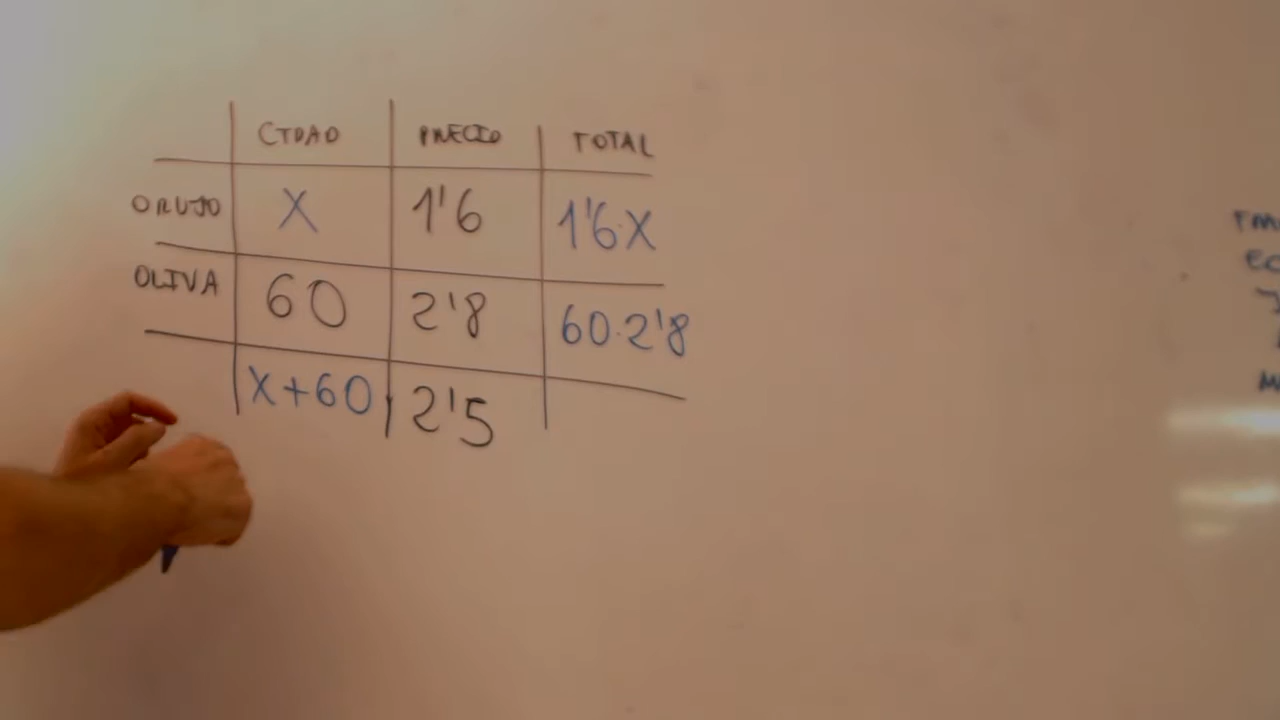 CTDAD PRECIO TOTAL
ORUJO X 1'6 1'6·X
OLIVA 60 2'8 60·2'8
X+60 2'5